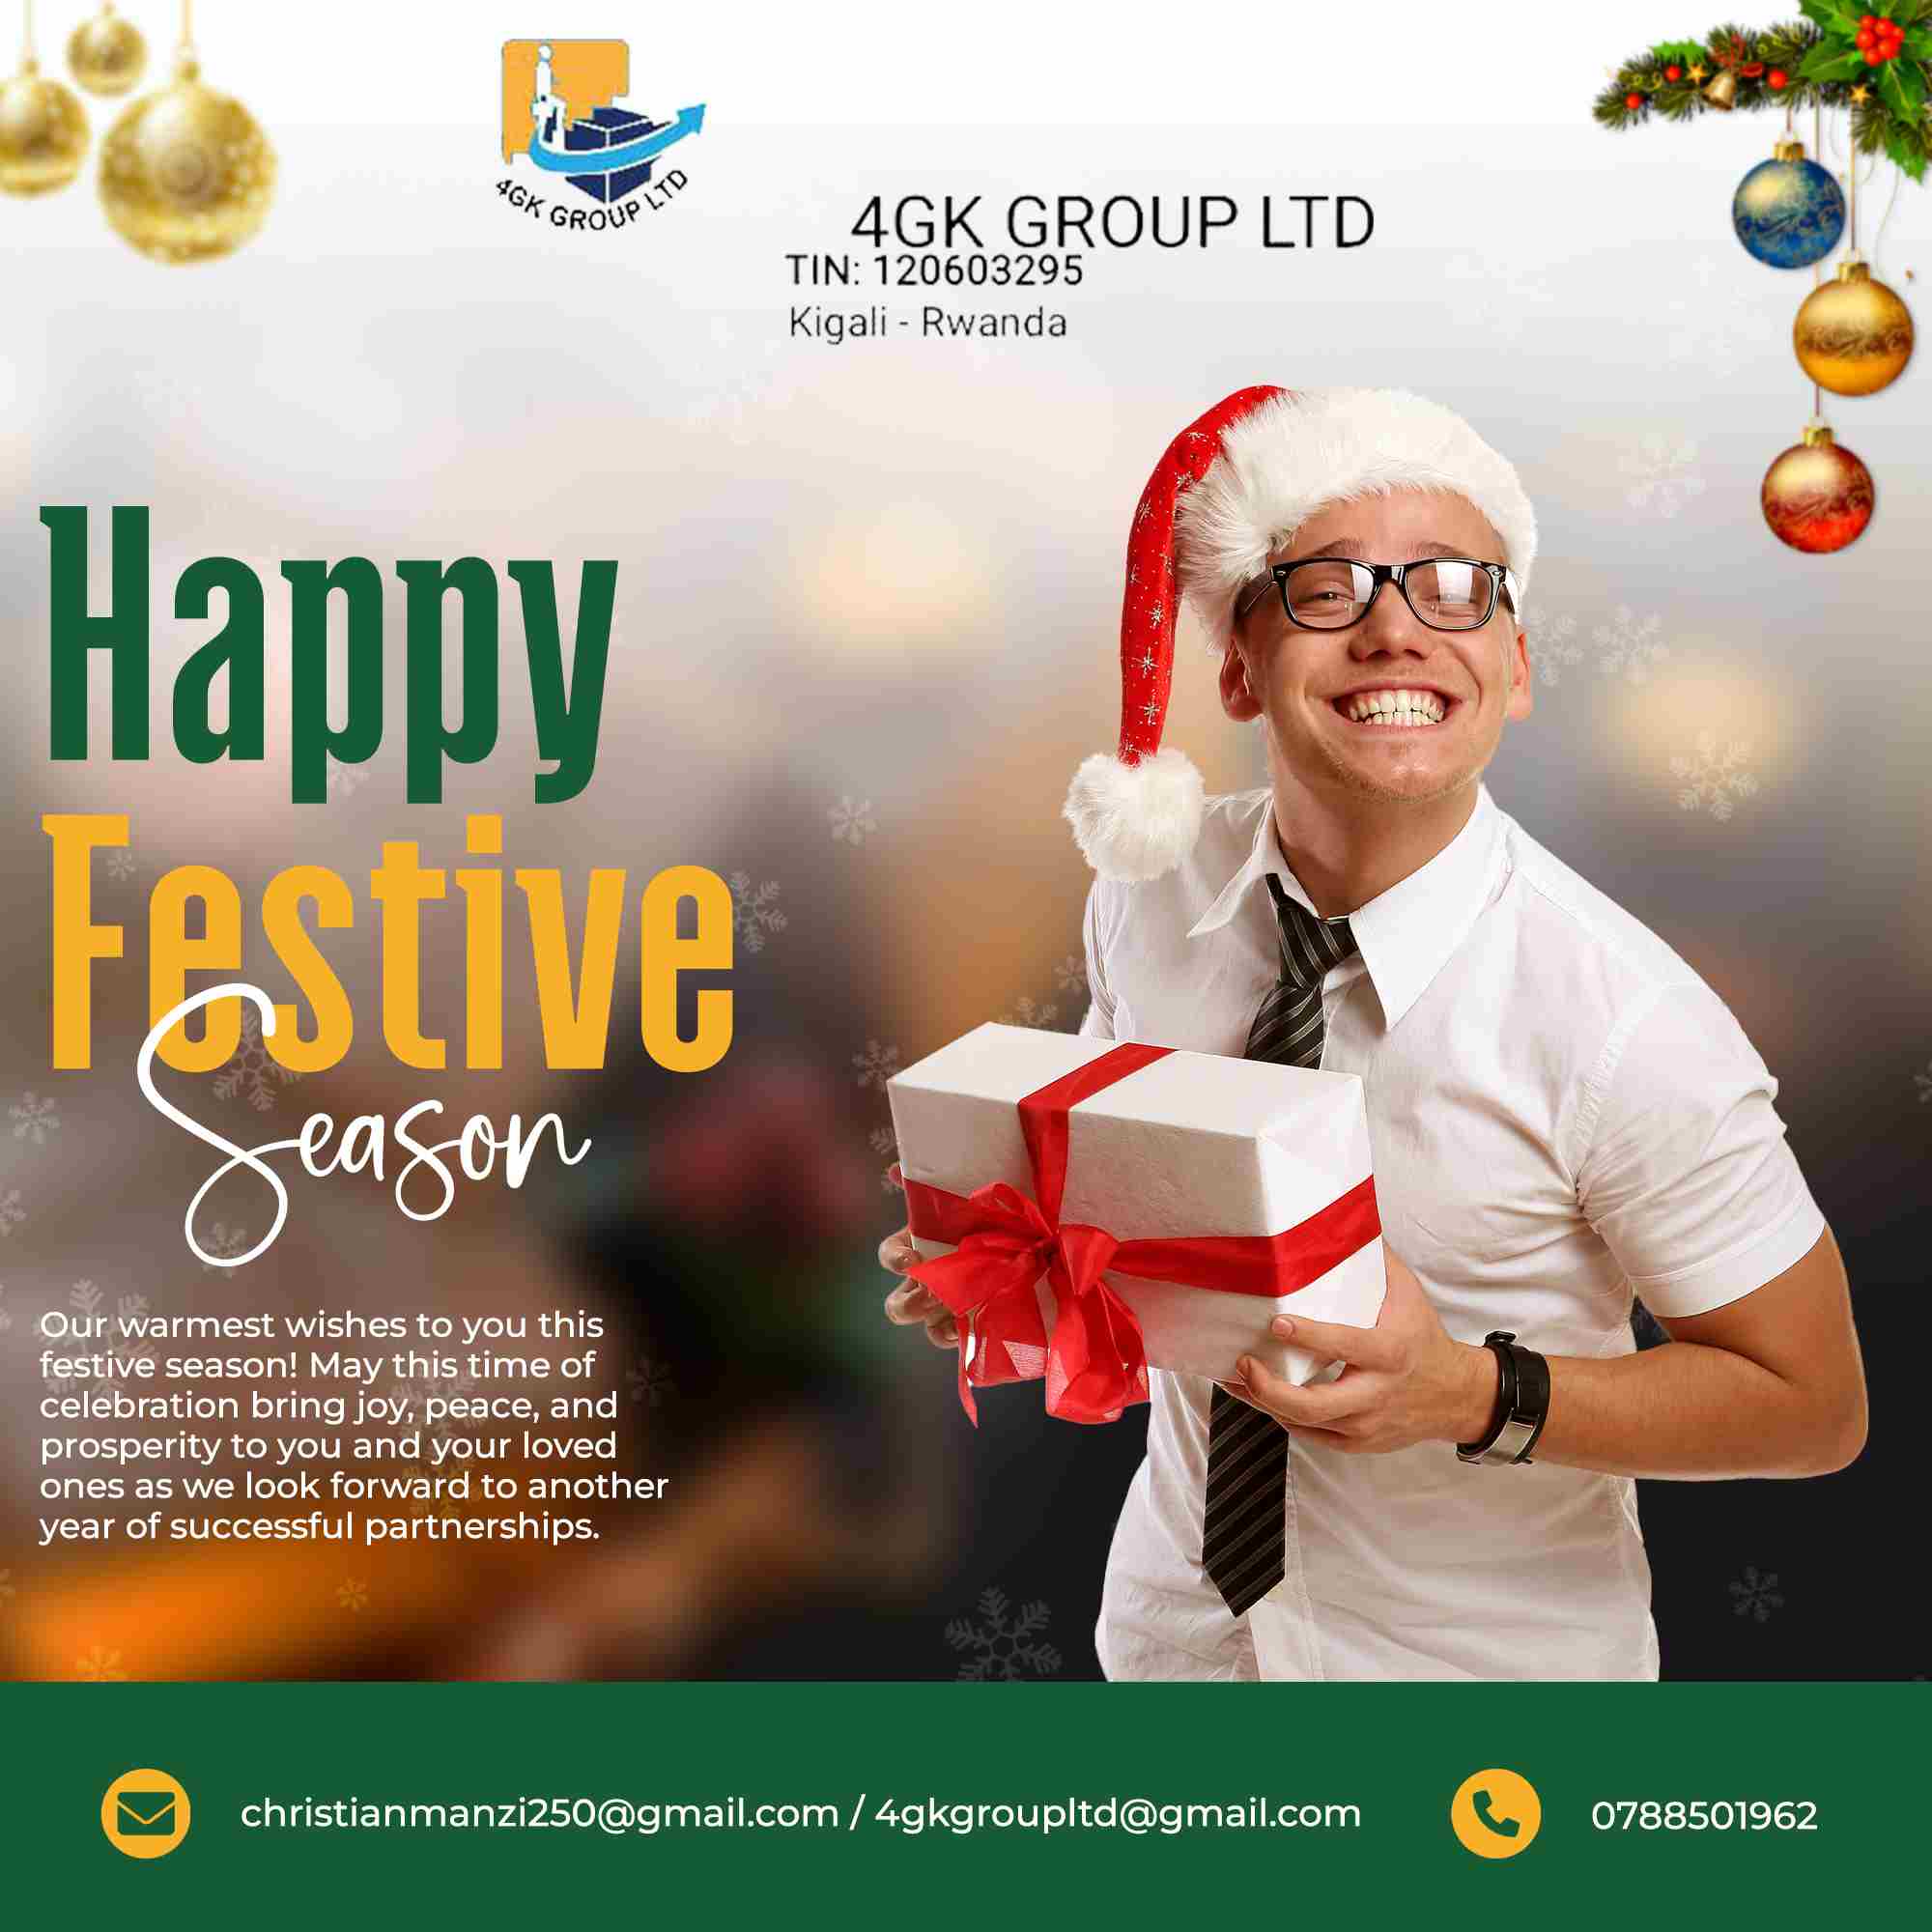 4GK GROUP LTD
4GK GROUP LTD
TIN: 120603295
Kigali - Rwanda
Happy
Festive
Season
Our warmest wishes to you this
festive season! May this time of
celebration bring joy, peace, and
prosperity to you and your loved
ones as we look forward to another
year of successful partnerships.
christianmanzi250@gmail.com / 4gkgroupltd@gmail.com
0788501962